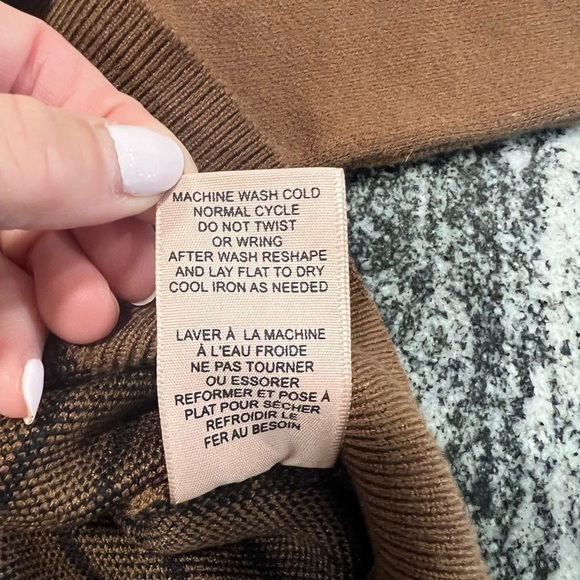 MACHINE WASH COLD
NORMAL CYCLE
DO NOT TWIST
OR WRING
AFTER WASH RESHAPE
AND LAY FLAT TO DRY
COOL IRON AS NEEDED
LAVER À LA MACHINE
À L'EAU FROIDE
NE PAS TOURNER
OU ESSORER
REFORMER ET POSE À
PLAT POUR SÉCHER
REFROIDIR LE
FER AU BESOIN